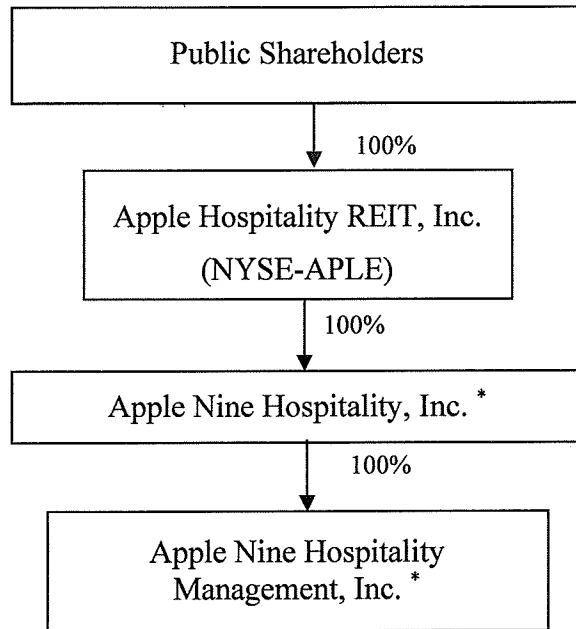 Public Shareholders
100%
Apple Hospitality REIT, Inc.
(NYSE-APLE)
100%
Apple Nine Hospitality, Inc. *
100%
Apple Nine Hospitality
Management, Inc. *